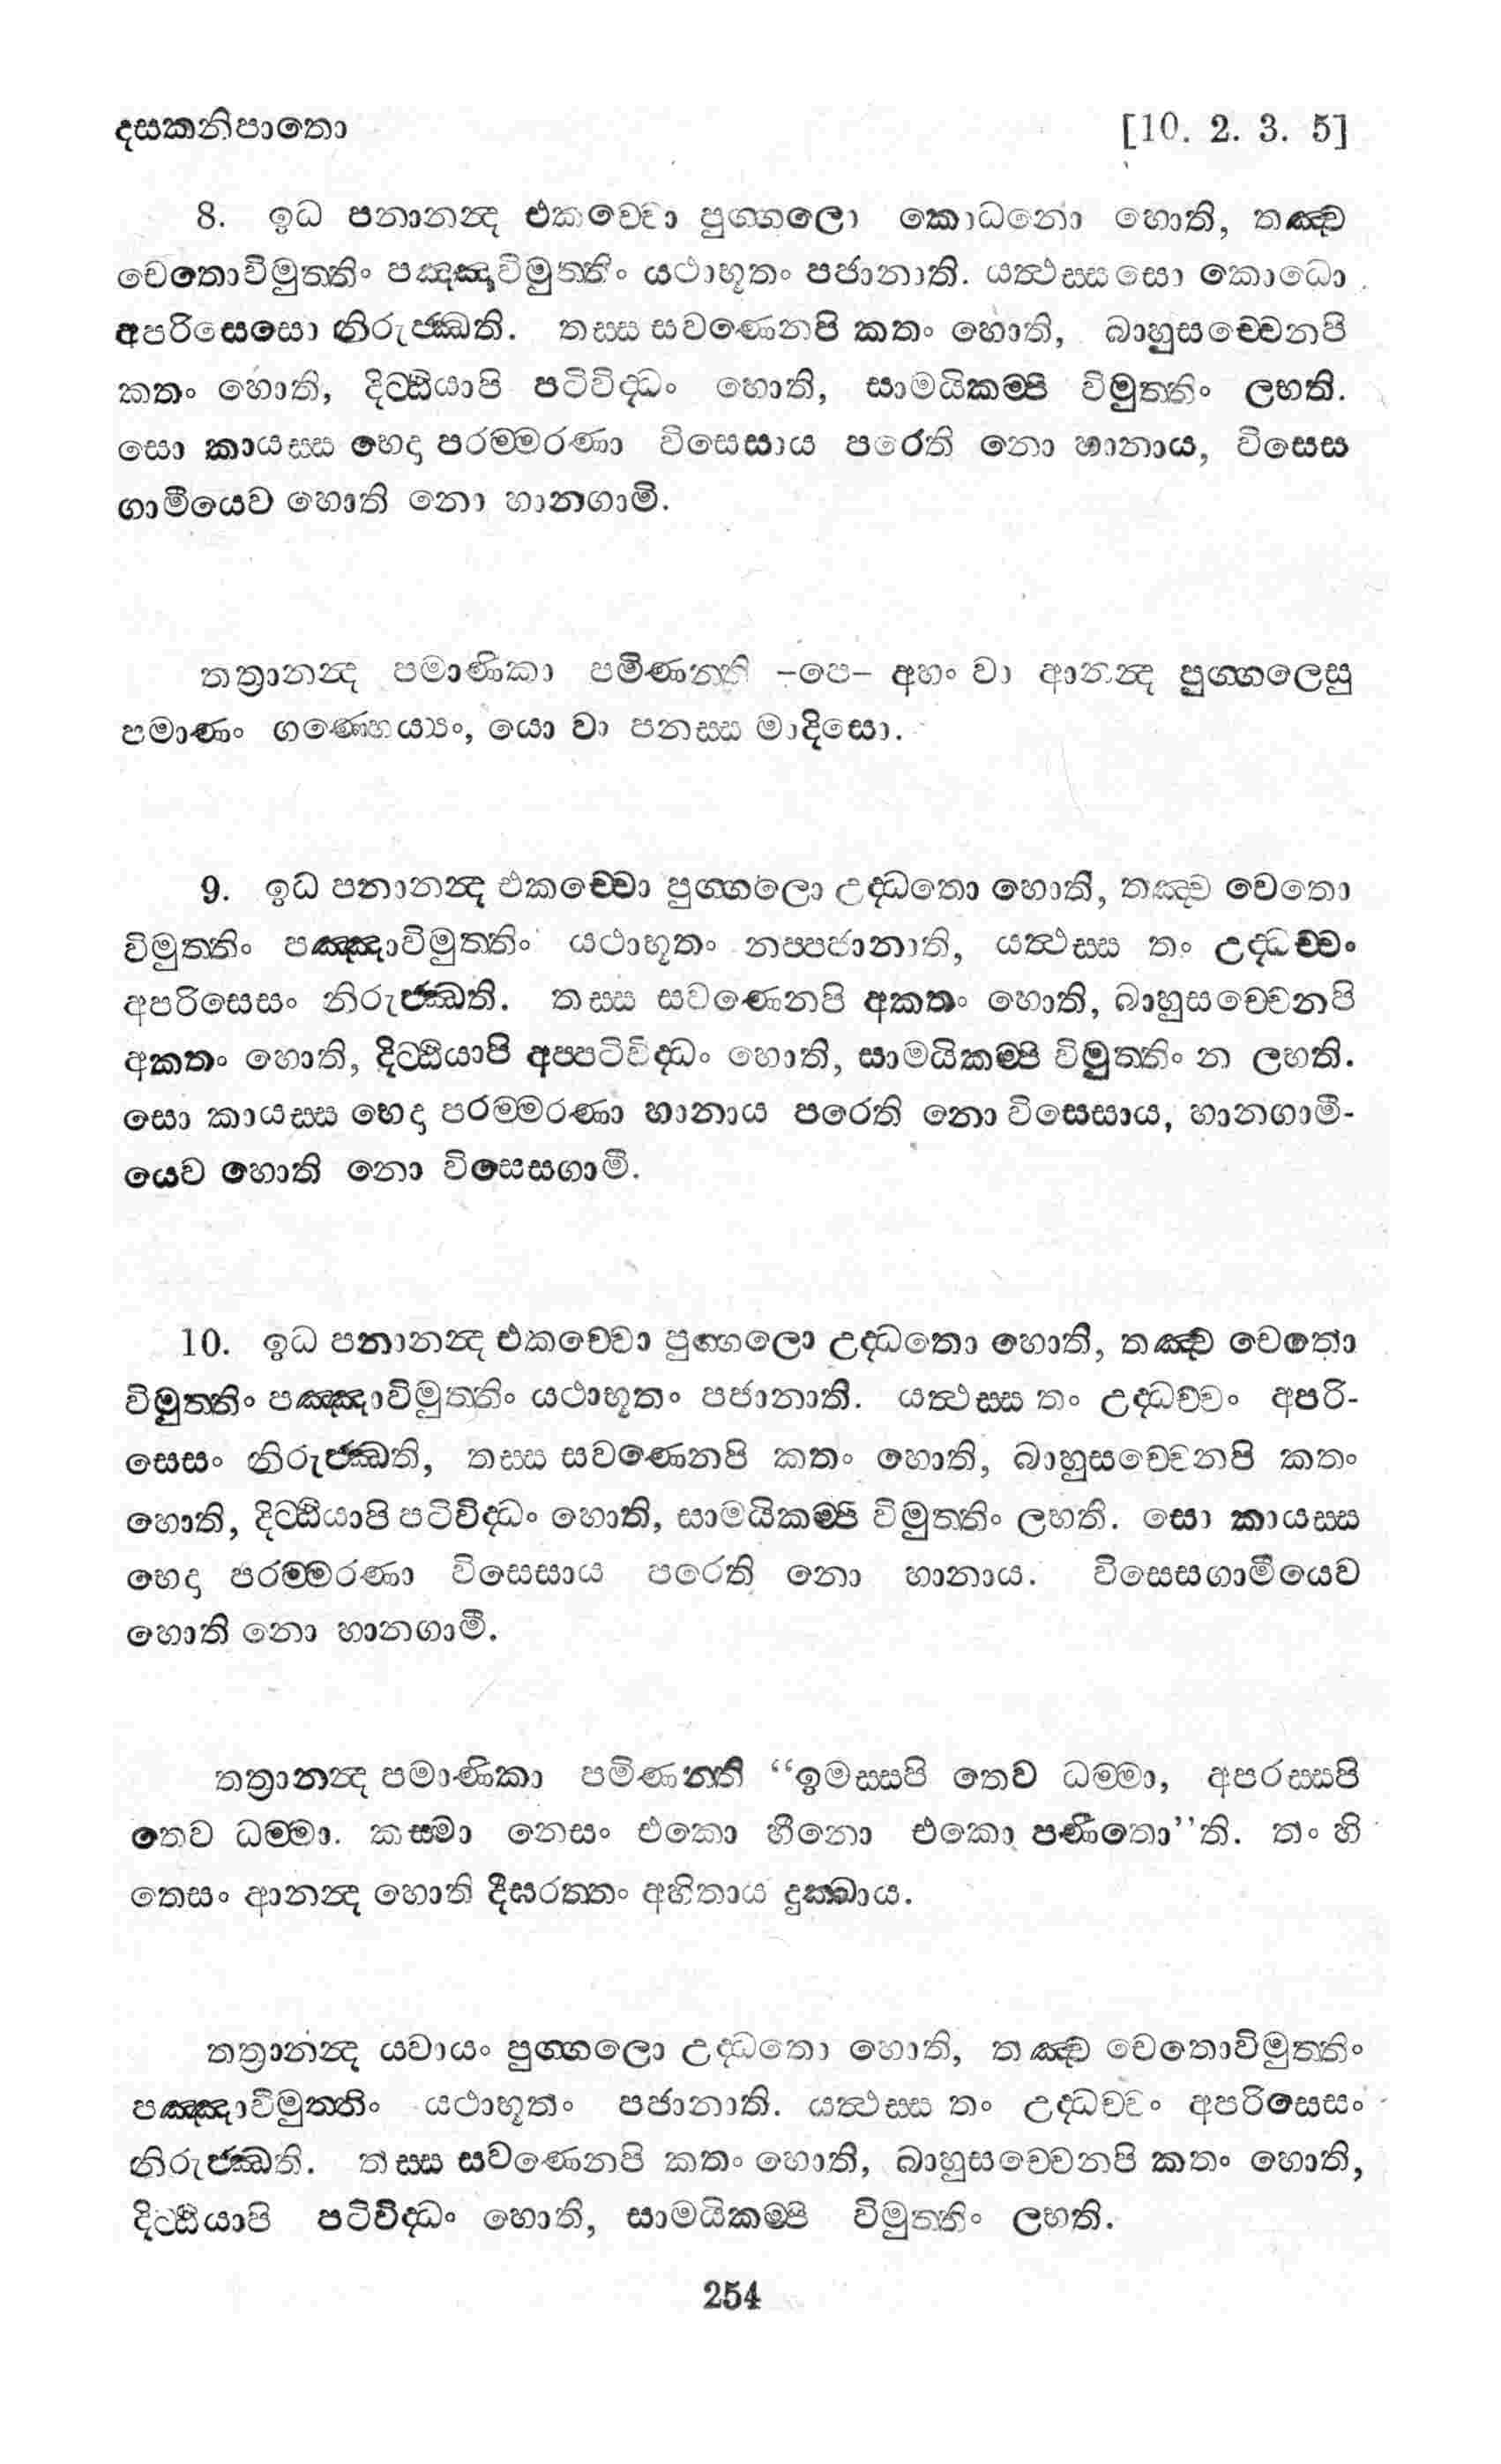 දසකනිපාතො [10. 2. 3. 5]
8. ඉධ පනානන්ද එකච්චො පුග්ගලො කොධනො හොති, තඤ්ච
චෙතොවිමුත්තිං පඤ්ඤාවිමුත්තිං යථාභූතං පජානාති. යත්ථස්ස සො කොධො
අපරිසෙසො නිරුජ්ඣති. තස්ස සවණෙනපි කතං හොති, බාහුසච්චෙනපි
කතං හොති, දිට්ඨියාපි පටිවිද්ධං හොති, සාමයිකම්පි විමුත්තිං ලභති.
සො කායස්ස භෙදා පරම්මරණා විසෙසාය පරෙති නො හානාය, විසෙස
ගාමීයෙව හොති නො හානගාමි.
තත්‍රානන්ද පමාණිකා පමිණන්ති -පෙ- අහං වා ආනන්ද පුග්ගලෙසු
පමාණං ගණ්හෙය්‍යං, යො වා පනස්ස මාදිසො.
9. ඉධ පනානන්ද එකච්චො පුග්ගලො උද්ධතො හොති, තඤ්ච චෙතො
විමුත්තිං පඤ්ඤාවිමුත්තිං යථාභූතං නප්පජානාති, යත්ථස්ස තං උද්ධච්චං
අපරිසෙසං නිරුජ්ඣති. තස්ස සවණෙනපි අකතං හොති, බාහුසච්චෙනපි
අකතං හොති, දිට්ඨියාපි අප්පටිවිද්ධං හොති, සාමයිකම්පි විමුත්තිං න ලභති.
සො කායස්ස භෙදා පරම්මරණා හානාය පරෙති නො විසෙසාය, හානගාමී-
යෙව හොති නො විසෙසගාමී.
10. ඉධ පනානන්ද එකච්චො පුග්ගලො උද්ධතො හොති, තඤ්ච චෙතො
විමුත්තිං පඤ්ඤාවිමුත්තිං යථාභූතං පජානාති. යත්ථස්ස තං උද්ධච්චං අපරි-
සෙසං නිරුජ්ඣති, තස්ස සවණෙනපි කතං හොති, බාහුසච්චෙනපි කතං
හොති, දිට්ඨියාපි පටිවිද්ධං හොති, සාමයිකම්පි විමුත්තිං ලභති. සො කායස්ස
භෙදා පරම්මරණා විසෙසාය පරෙති නො හානාය. විසෙසගාමීයෙව
හොති නො හානගාමී.
තත්‍රානන්ද පමාණිකා පමිණන්ති “ඉමස්සපි තෙව ධම්මා, අපරස්සපි
තෙව ධම්මා. කස්මා නෙසං එකො හීනො එකො පණීතො”ති. තං හි
තෙසං ආනන්ද හොති දීඝරත්තං අහිතාය දුක්ඛාය.
තත්‍රානන්ද ය්වායං පුග්ගලො උද්ධතො හොති, තඤ්ච චෙතොවිමුත්තිං
පඤ්ඤාවිමුත්තිං යථාභූතං පජානාති. යත්ථස්ස තං උද්ධච්චං අපරිසෙසං
නිරුජ්ඣති. තස්ස සවණෙනපි කතං හොති, බාහුසච්චෙනපි කතං හොති,
දිට්ඨියාපි පටිවිද්ධං හොති, සාමයිකම්පි විමුත්තිං ලභති.
254